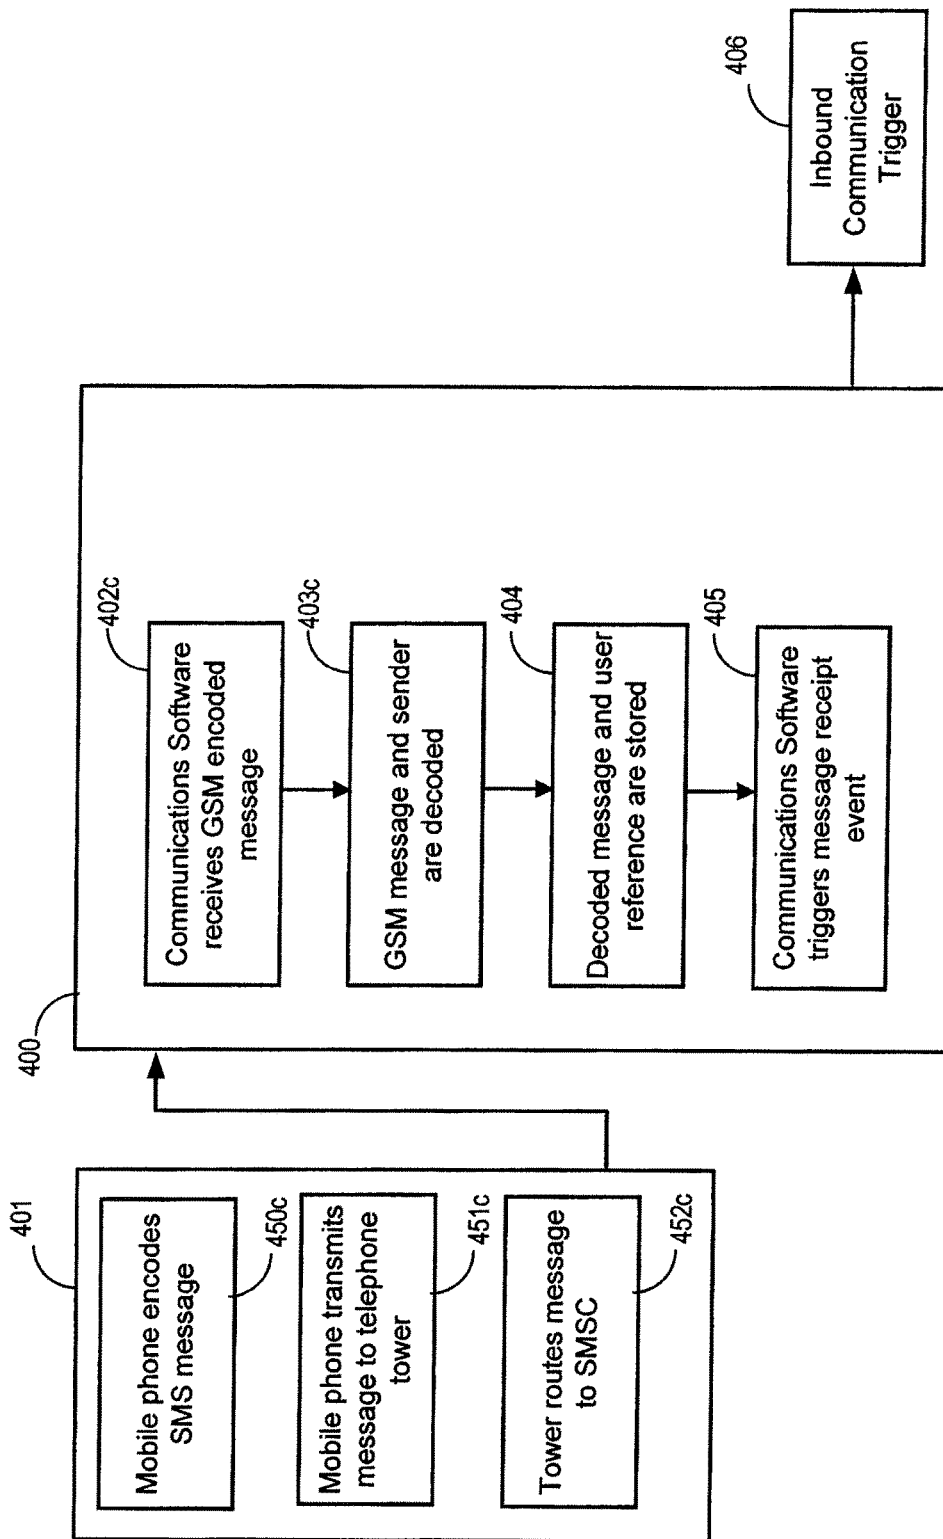 401
Mobile phone encodes
SMS message
450c
Mobile phone transmits
message to telephone
tower
451c
Tower routes message
to SMSC
452c
400
402c
Communications Software
receives GSM encoded
message
403c
GSM message and sender
are decoded
404
Decoded message and user
reference are stored
405
Communications Software
triggers message receipt
event
406
Inbound
Communication
Trigger